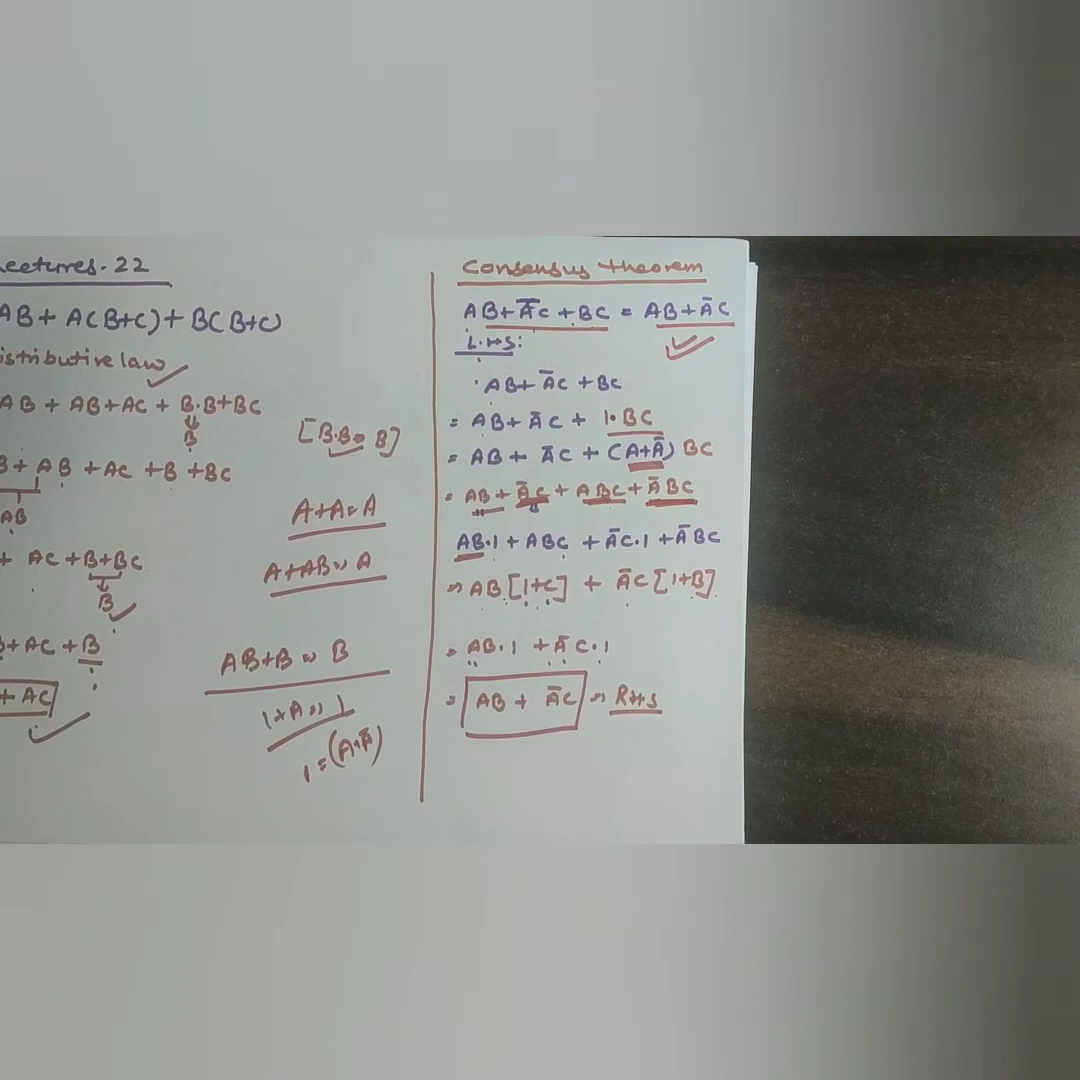 Lectures-22
AB + A(B+C) + B(B+C)
istributive law
AB + AB+AC + B.B+BC
⇓
B
B + AB + AC + B + BC
AB
+ AC + B+BC
↓
B
B+AC + B
+ AC
[B.B = B]
A+A = A
A+AB = A
AB+B = B
1+A = 1
1 = (A+Ā)
Consensus theorem
AB + ĀC + BC = AB + ĀC
L.H.S:
AB + ĀC + BC
= AB + ĀC + 1·BC
= AB + ĀC + (A+Ā) BC
= AB + ĀC + ABC + ĀBC
AB·1 + ABC + ĀC·1 + ĀBC
⇒ AB [1+C] + ĀC [1+B]
= AB·1 + ĀC·1
= AB + ĀC ⇒ RHS